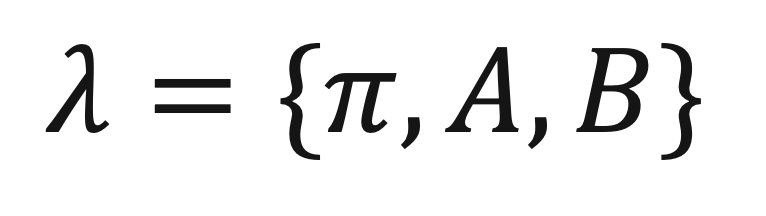 λ = {π, A, B}